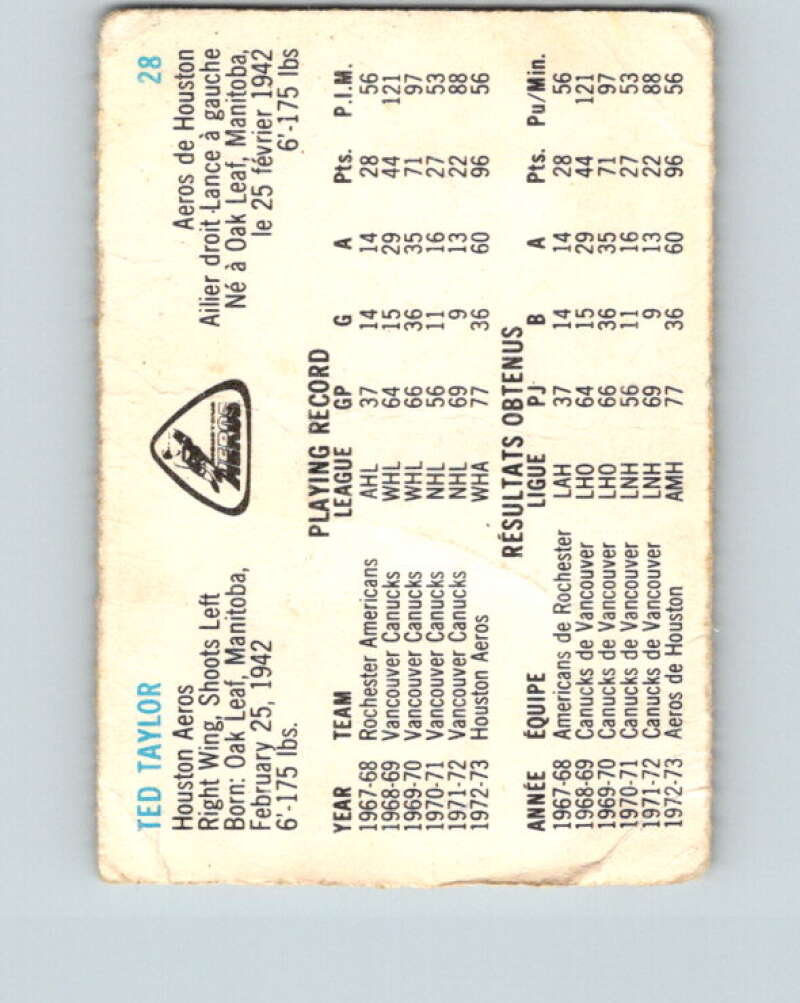 TED TAYLOR 28
Houston Aeros
Right Wing, Shoots Left
Born: Oak Leaf, Manitoba,
February 25, 1942
6'-175 lbs.
AEROS
Aeros de Houston
Ailier droit Lance à gauche
Né à Oak Leaf, Manitoba,
le 25 février 1942
6'-175 lbs
PLAYING RECORD
YEAR TEAM LEAGUE GP G A Pts. P.I.M.
1967-68 Rochester Americans AHL 37 14 14 28 56
1968-69 Vancouver Canucks WHL 64 15 29 44 121
1969-70 Vancouver Canucks WHL 66 36 35 71 97
1970-71 Vancouver Canucks NHL 56 11 16 27 53
1971-72 Vancouver Canucks NHL 69 9 13 22 88
1972-73 Houston Aeros WHA 77 36 60 96 56
RÉSULTATS OBTENUS
ANNÉE ÉQUIPE LIGUE PJ B A Pts. Pu/Min.
1967-68 Americans de Rochester LAH 37 14 14 28 56
1968-69 Canucks de Vancouver LHO 64 15 29 44 121
1969-70 Canucks de Vancouver LHO 66 36 35 71 97
1970-71 Canucks de Vancouver LNH 56 11 16 27 53
1971-72 Canucks de Vancouver LNH 69 9 13 22 88
1972-73 Aeros de Houston AMH 77 36 60 96 56